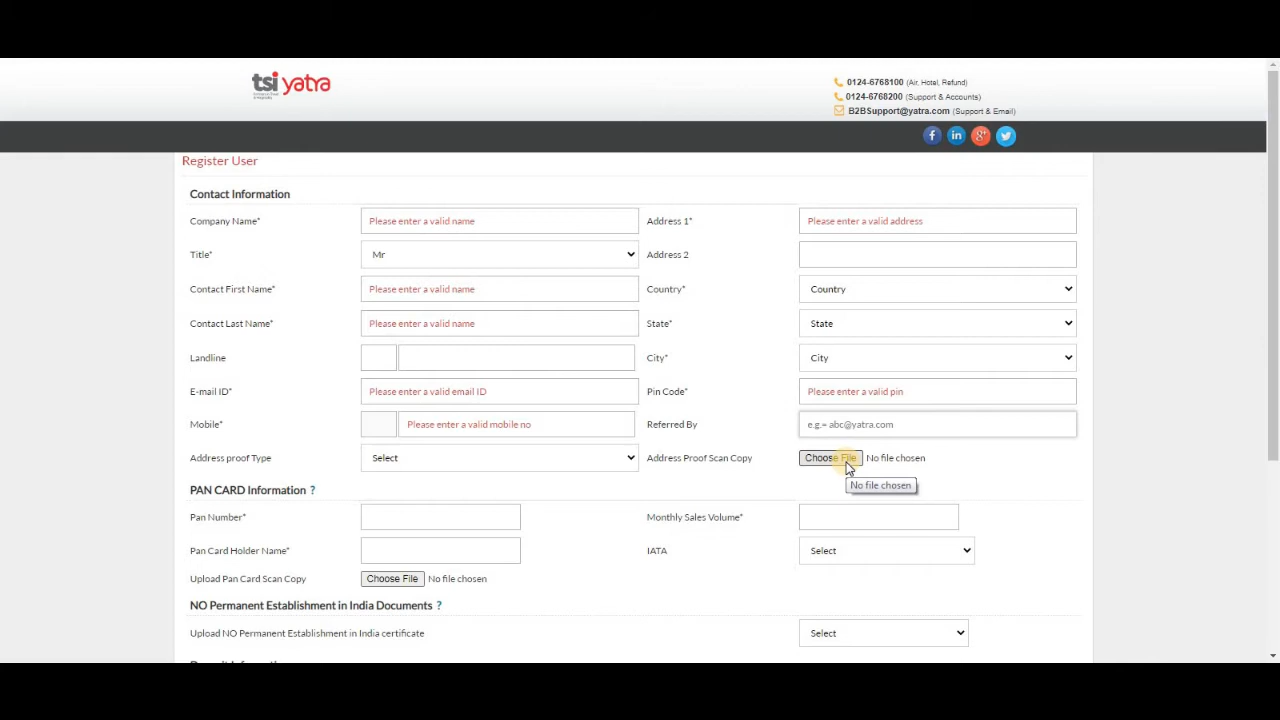 tsi yatra
0124-6768100 (Air, Hotel, Refund)
0124-6768200 (Support & Accounts)
B2BSupport@yatra.com (Support & Email)
f in g+
Register User
Contact Information
Company Name* Please enter a valid name Address 1* Please enter a valid address
Title* Mr Address 2
Contact First Name* Please enter a valid name Country* Country
Contact Last Name* Please enter a valid name State* State
Landline City* City
E-mail ID* Please enter a valid email ID Pin Code* Please enter a valid pin
Mobile* Please enter a valid mobile no Referred By e.g.= abc@yatra.com
Address proof Type Select Address Proof Scan Copy Choose File No file chosen
No file chosen
PAN CARD Information ?
Pan Number* Monthly Sales Volume*
Pan Card Holder Name* IATA Select
Upload Pan Card Scan Copy Choose File No file chosen
NO Permanent Establishment in India Documents ?
Upload NO Permanent Establishment in India certificate Select